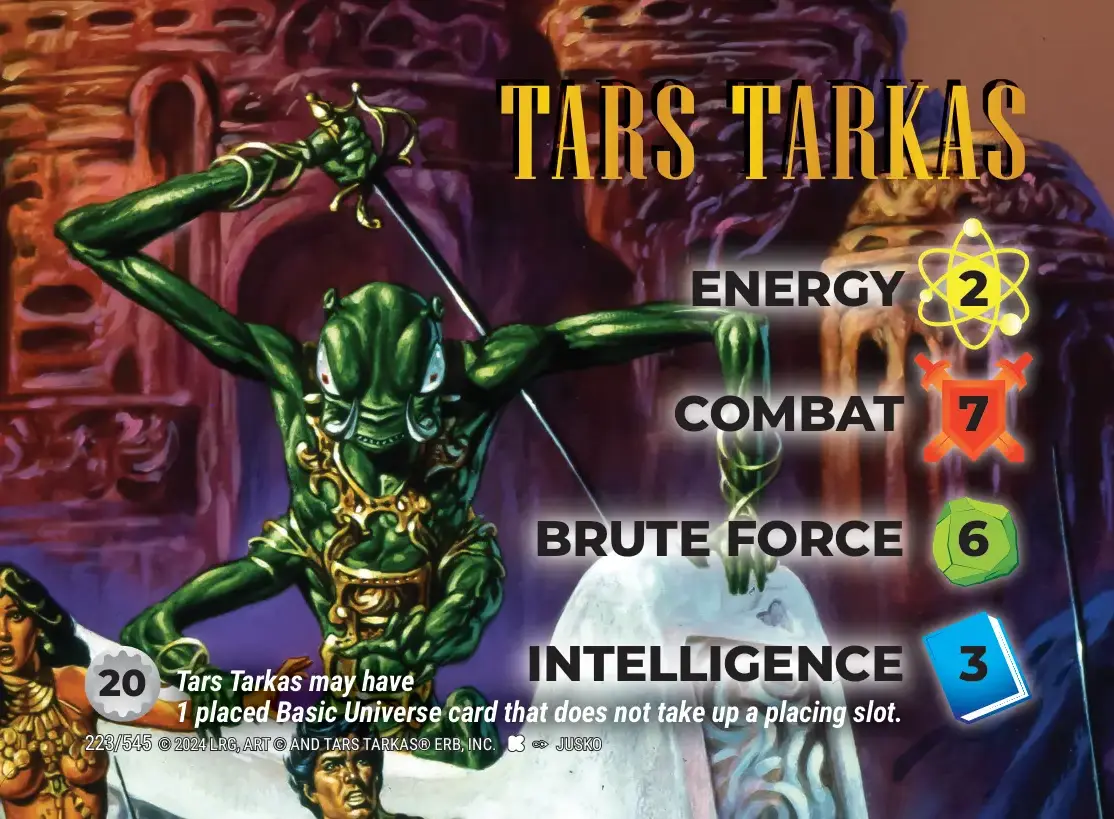 TARS TARKAS
ENERGY 2
COMBAT 7
BRUTE FORCE 6
INTELLIGENCE 3
20
Tars Tarkas may have
1 placed Basic Universe card that does not take up a placing slot.
223/545 © 2024 LRG, ART © AND TARS TARKAS® ERB, INC. JUSKO